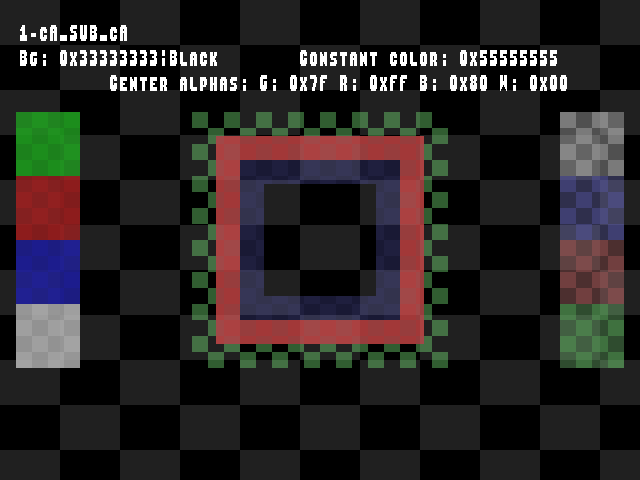 1-cA_SUB_cA
Bg: 0x33333333¦Black Constant color: 0x55555555
Center alphas: G: 0x7F R: 0xFF B: 0x80 W: 0x00